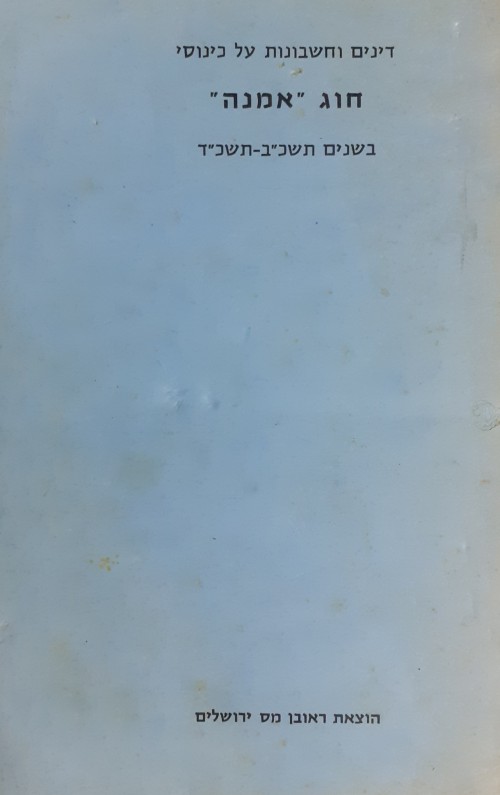 דינים וחשבונות על כינוסי
חוג "אמנה"
בשנים תשכ"ב-תשכ"ד
הוצאת ראובן מס ירושלים